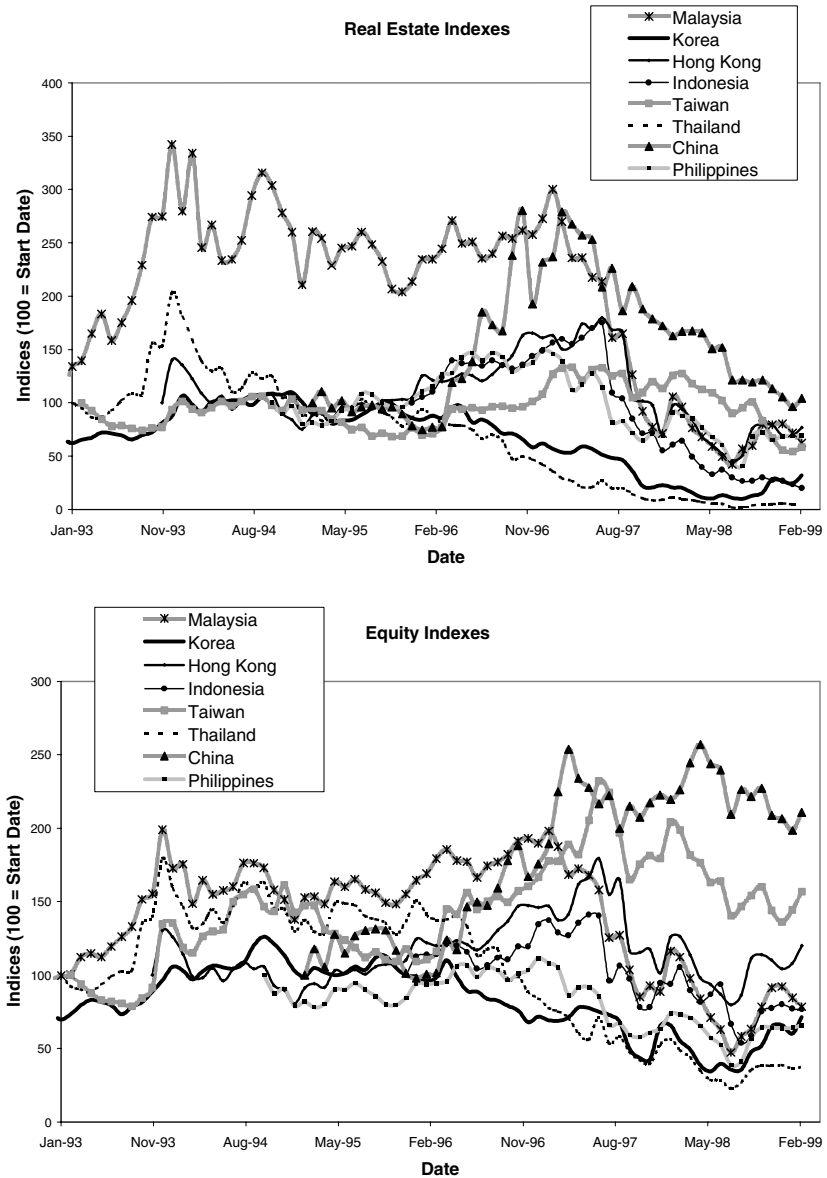 Real Estate Indexes
Malaysia
Korea
Hong Kong
Indonesia
Taiwan
Thailand
China
Philippines
Indices (100 = Start Date)
400
350
300
250
200
150
100
50
0
Jan-93 Nov-93 Aug-94 May-95 Feb-96 Nov-96 Aug-97 May-98 Feb-99
Date
Equity Indexes
Malaysia
Korea
Hong Kong
Indonesia
Taiwan
Thailand
China
Philippines
Indices (100 = Start Date)
300
250
200
150
100
50
0
Jan-93 Nov-93 Aug-94 May-95 Feb-96 Nov-96 Aug-97 May-98 Feb-99
Date